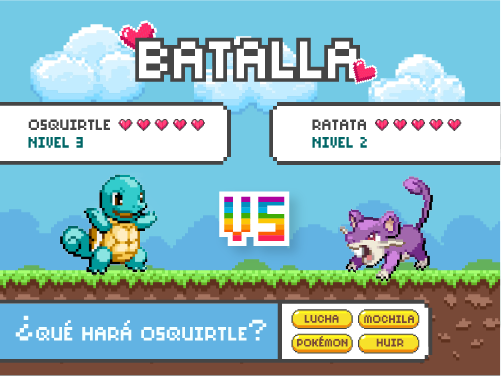 BATALLA
OSQUIRTLE
NIVEL 3
RATATA
NIVEL 2
VS
¿QUÉ HARÁ OSQUIRTLE?
LUCHA
MOCHILA
POKÉMON
HUIR